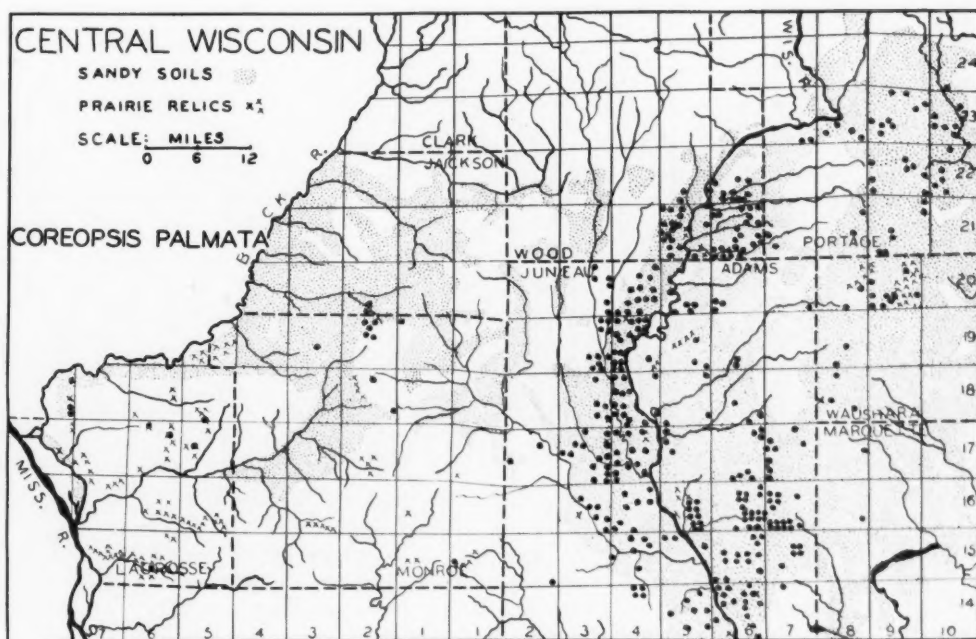 CENTRAL WISCONSIN
SANDY SOILS
PRAIRIE RELICS x x x
SCALE: MILES
0 6 12
COREOPSIS PALMATA
WIS. R.
CLARK
JACKSON
R.
WOOD
JUNEAU
PORTAGE
ADAMS
WAUSHARA
MARQUETTE
MISS. R.
LACROSSE
MONROE
24
23
22
21
20
19
18
17
16
15
14
7 6 5 4 3 2 1 1 2 3 4 5 6 7 8 9 10